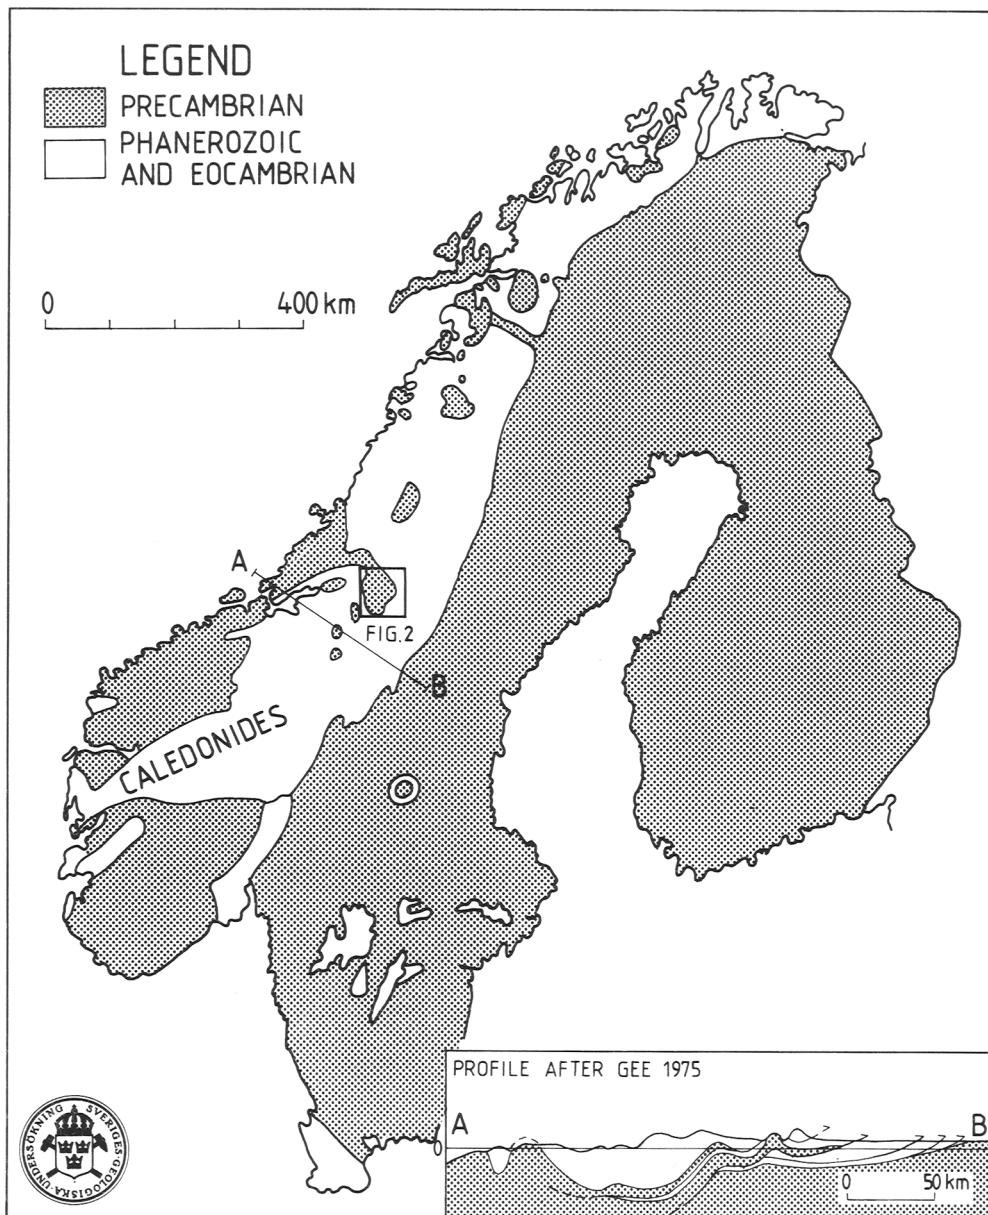 LEGEND
PRECAMBRIAN
PHANEROZOIC
AND EOCAMBRIAN
0 400 km
A
FIG.2
B
CALEDONIDES
PROFILE AFTER GEE 1975
A B
0
0 50 km
SVERIGES GEOLOGISKA UNDERSÖKNING